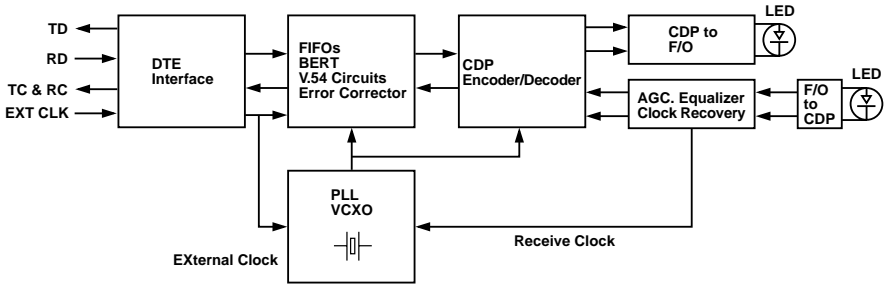 TD
RD
TC & RC
EXT CLK
DTE
Interface
FIFOs
BERT
V.54 Circuits
Error Corrector
CDP
Encoder/Decoder
CDP to
F/O
LED
AGC. Equalizer
Clock Recovery
F/O
to
CDP
LED
PLL
VCXO
EXternal Clock
Receive Clock